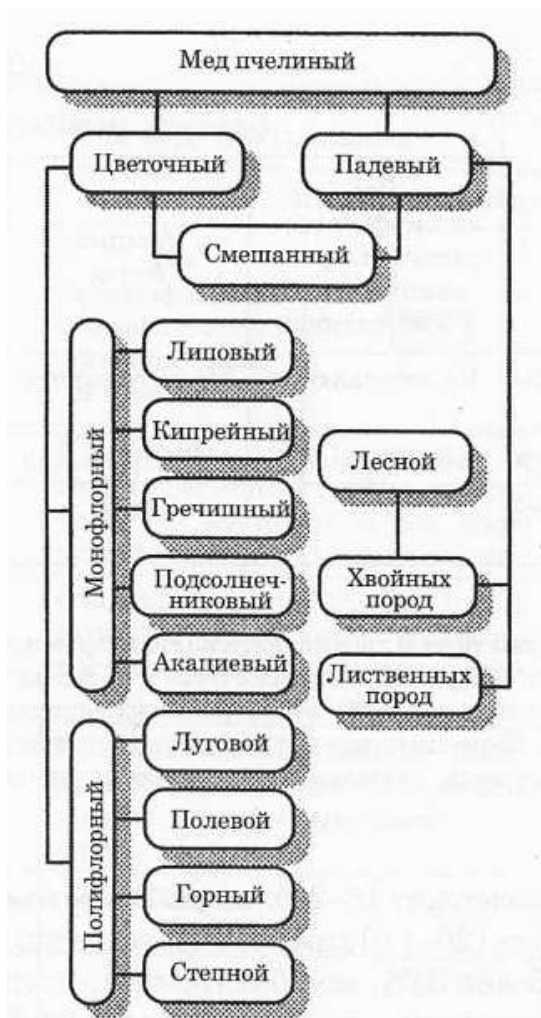 Мед пчелиный
Цветочный
Падевый
Смешанный
Монофлорный
Липовый
Кипрейный
Гречишный
Подсолнеч-
никовый
Акациевый
Лесной
Хвойных
пород
Лиственных
пород
Полифлорный
Луговой
Полевой
Горный
Степной